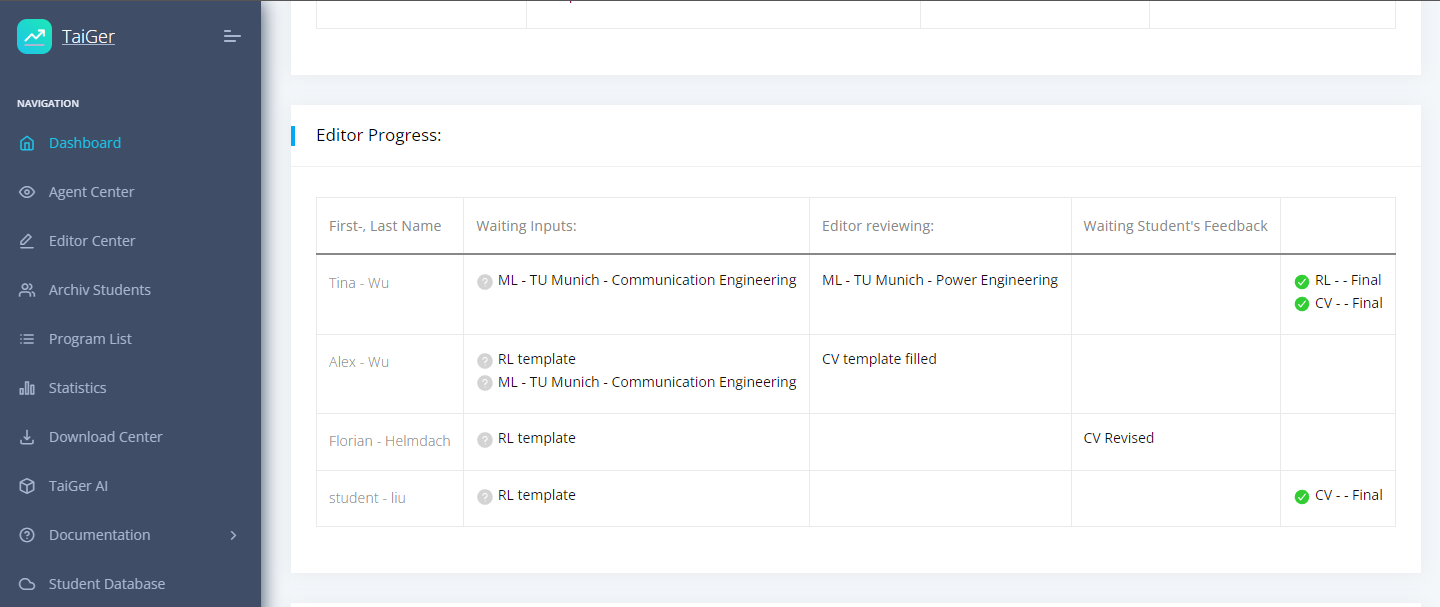 TaiGer
NAVIGATION
Dashboard
Agent Center
Editor Center
Archiv Students
Program List
Statistics
Download Center
TaiGer AI
Documentation
Student Database
Editor Progress:
First-, Last Name
Waiting Inputs:
Editor reviewing:
Waiting Student's Feedback
Tina - Wu
ML - TU Munich - Communication Engineering
ML - TU Munich - Power Engineering
RL - - Final
CV - - Final
Alex - Wu
RL template
ML - TU Munich - Communication Engineering
CV template filled
Florian - Helmdach
RL template
CV Revised
student - liu
RL template
CV - - Final